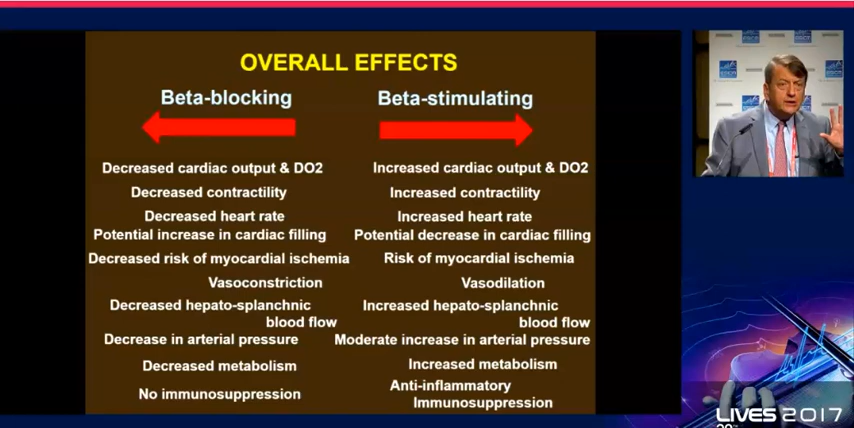 OVERALL EFFECTS
Beta-blocking
Decreased cardiac output & DO2
Decreased contractility
Decreased heart rate
Potential increase in cardiac filling
Decreased risk of myocardial ischemia
Vasoconstriction
Decreased hepato-splanchnic
blood flow
Decrease in arterial pressure
Decreased metabolism
No immunosuppression
Beta-stimulating
Increased cardiac output & DO2
Increased contractility
Increased heart rate
Potential decrease in cardiac filling
Risk of myocardial ischemia
Vasodilation
Increased hepato-splanchnic
blood flow
Moderate increase in arterial pressure
Increased metabolism
Anti-inflammatory
Immunosuppression
LIVES 2017